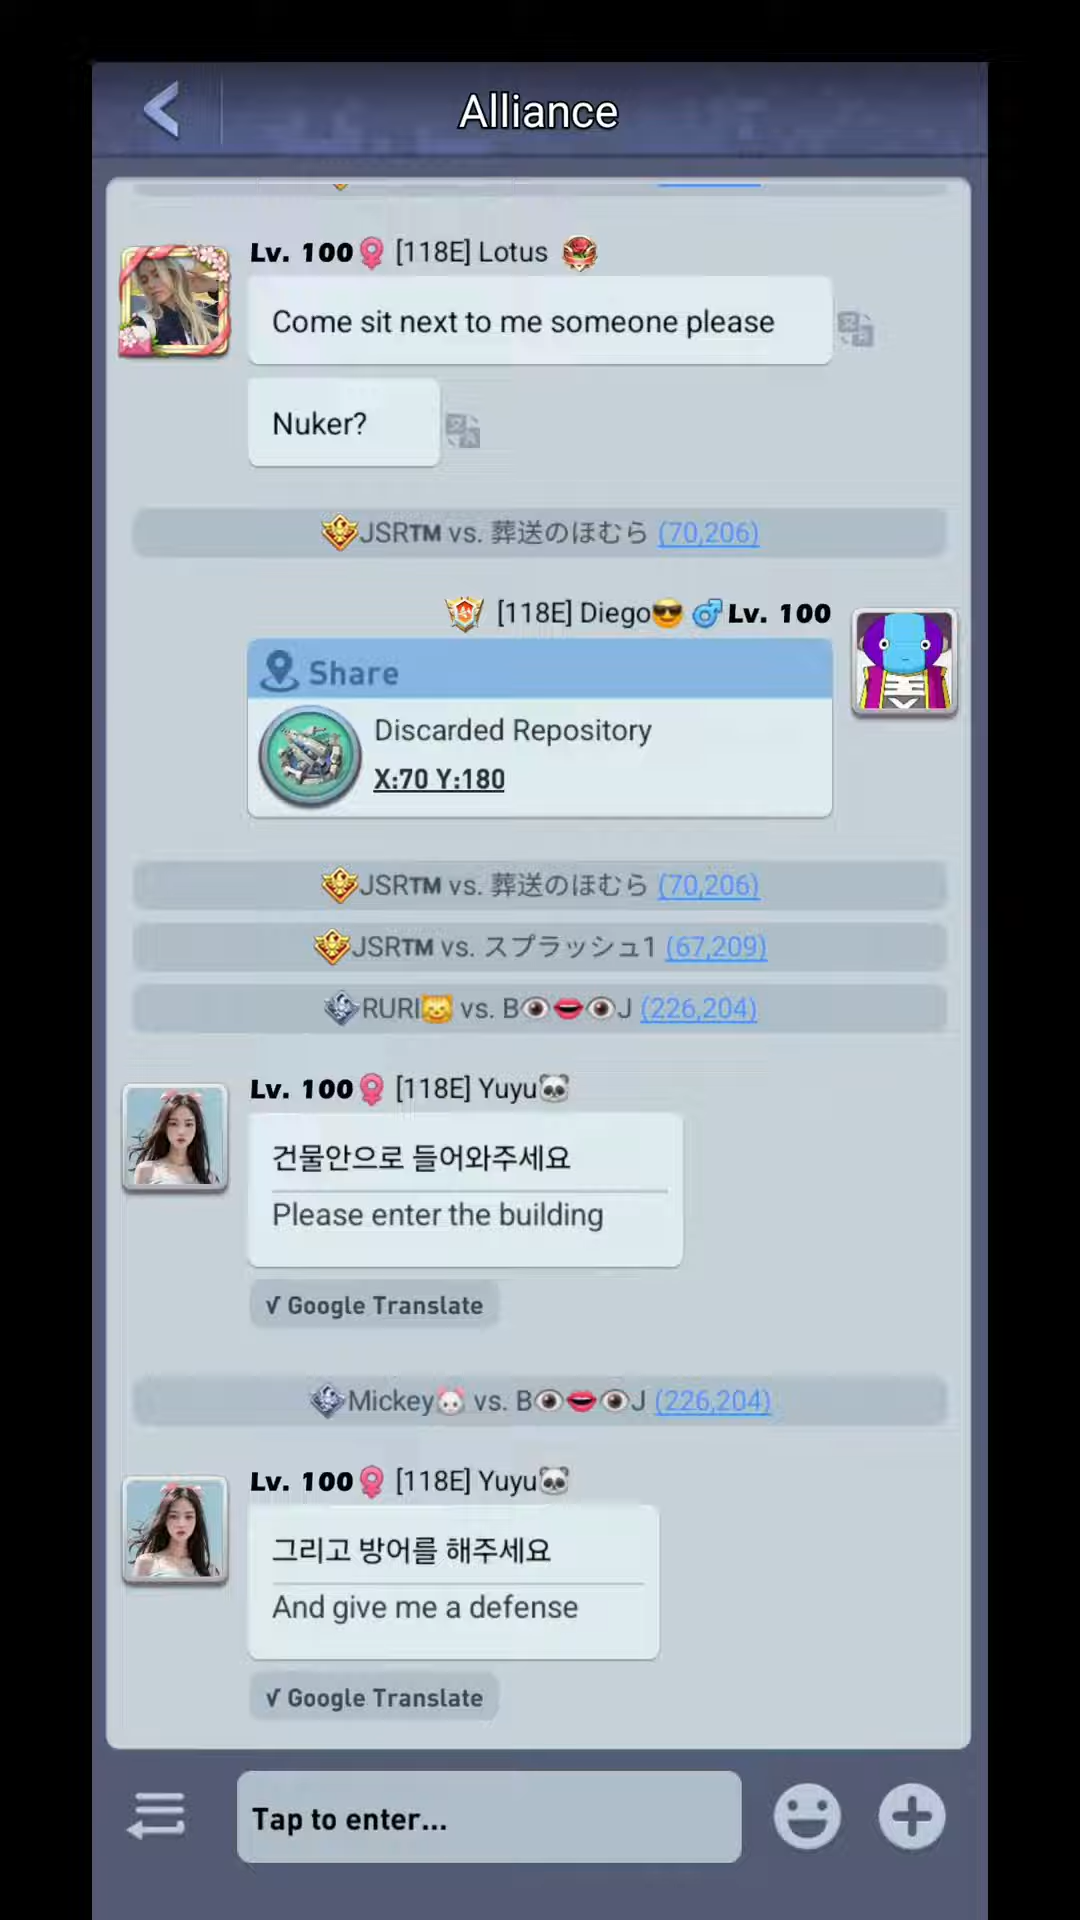 Alliance
Lv. 100 [118E] Lotus
Come sit next to me someone please
Nuker?
JSR™ vs. 葬送のほむら (70,206)
[118E] Diego😎 Lv. 100
Share
Discarded Repository
X:70 Y:180
JSR™ vs. 葬送のほむら (70,206)
JSR™ vs. スプラッシュ1 (67,209)
RURI🐱 vs. B👁👄👁J (226,204)
Lv. 100 [118E] Yuyu🐼
건물안으로 들어와주세요
Please enter the building
√ Google Translate
Mickey🐭 vs. B👁👄👁J (226,204)
Lv. 100 [118E] Yuyu🐼
그리고 방어를 해주세요
And give me a defense
√ Google Translate
Tap to enter...